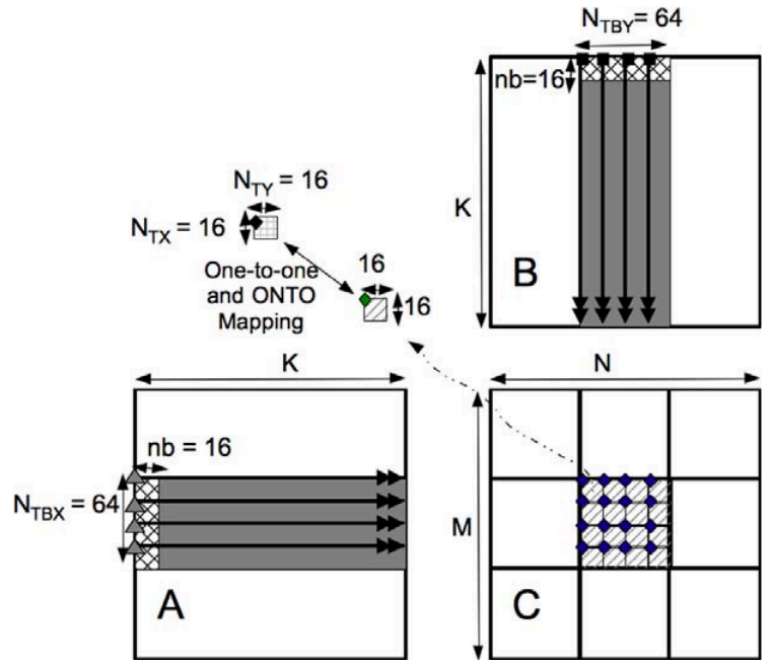 N_TBY = 64
nb=16
K
B
N_TY = 16
N_TX = 16
One-to-one
and ONTO
Mapping
16
16
K
nb = 16
N_TBX = 64
A
N
M
C